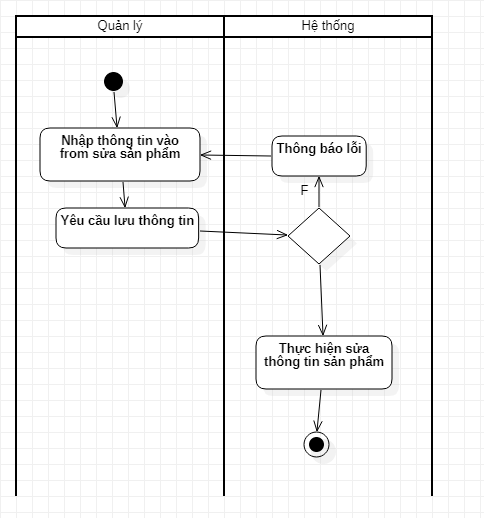 Quản lý
Hệ thống
Nhập thông tin vào
from sửa sản phẩm
Thông báo lỗi
F
Yêu cầu lưu thông tin
Thực hiện sửa
thông tin sản phẩm